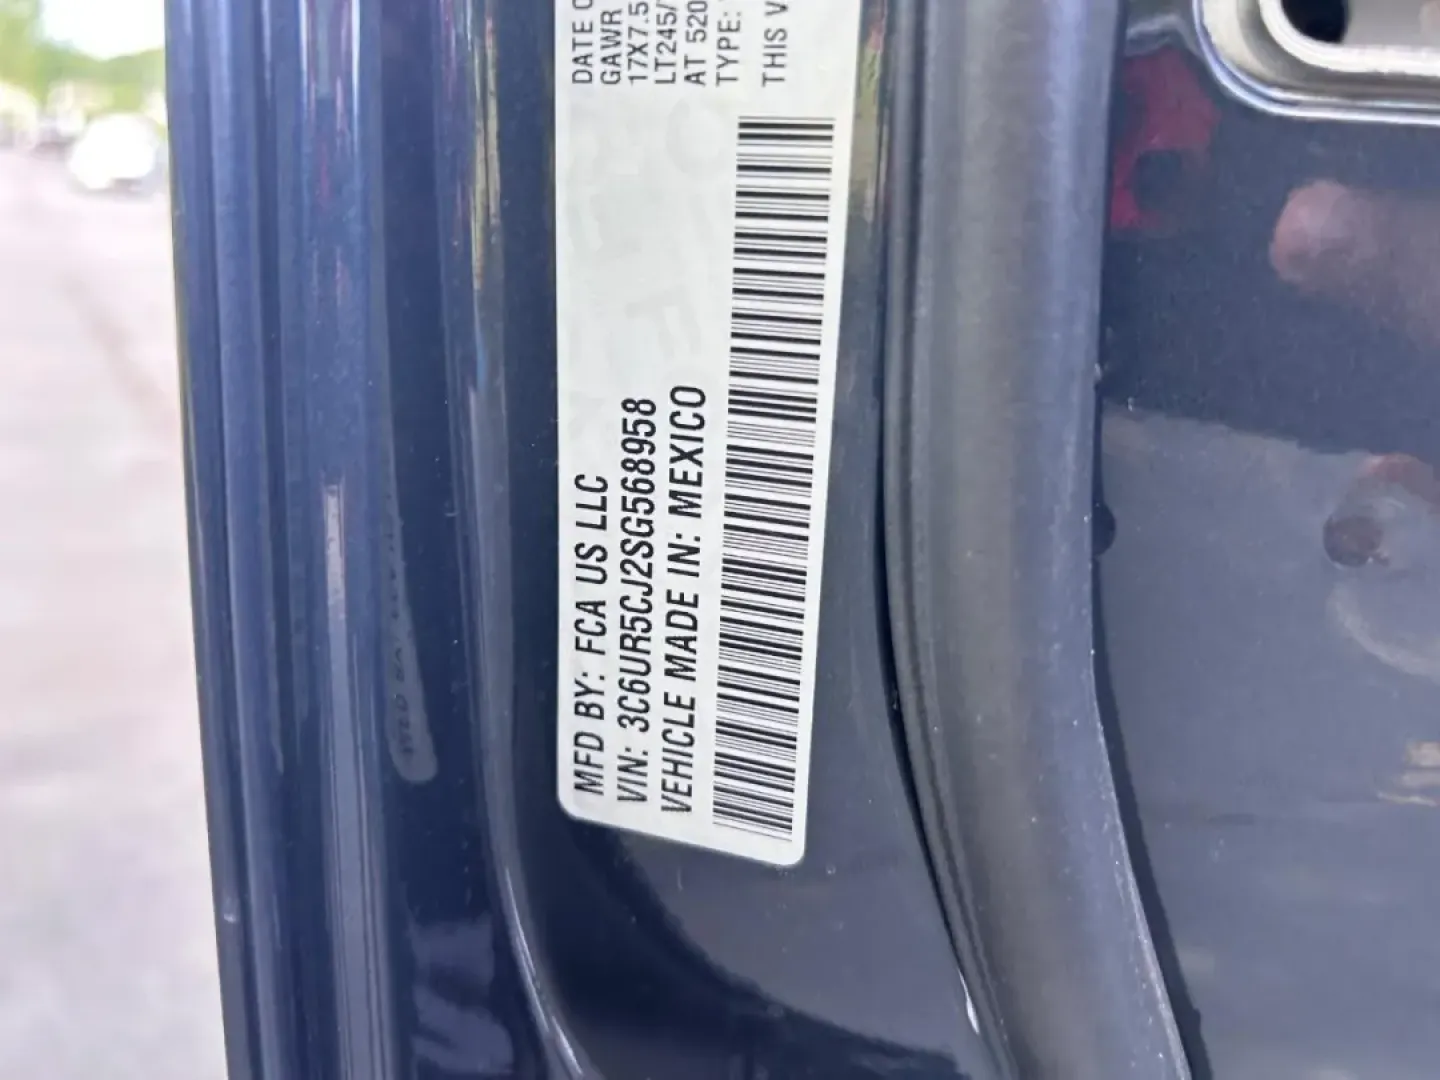 MFD BY: FCA US LLC
VIN: 3C6UR5CJ2SG568958
VEHICLE MADE IN: MEXICO
DATE O
GAWR
17X7.5
LT245/
AT 520
TYPE:
THIS V